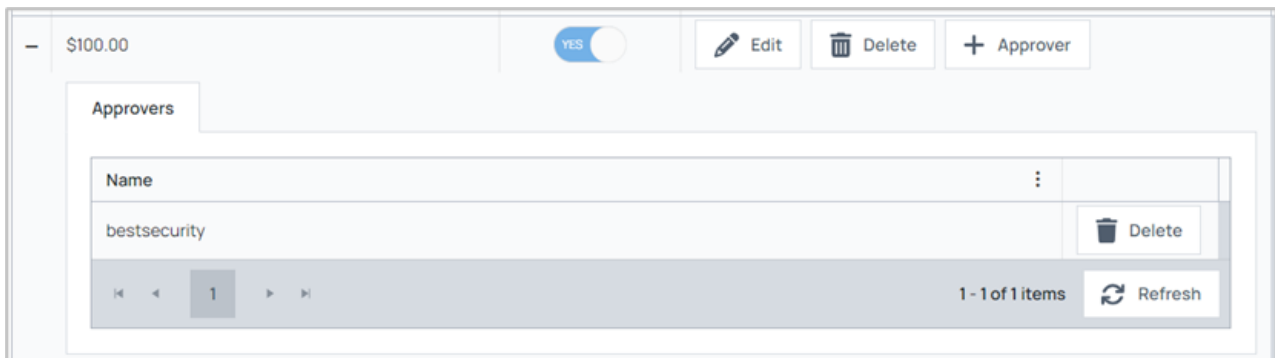 $100.00 YES Edit Delete + Approver
Approvers
Name
bestsecurity Delete
1 1 - 1 of 1 items Refresh